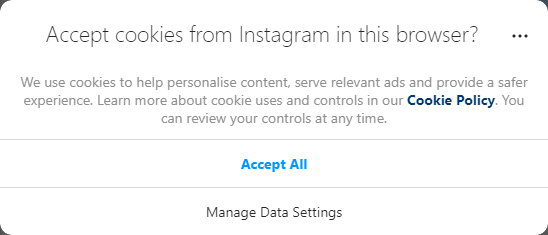 Accept cookies from Instagram in this browser?
We use cookies to help personalise content, serve relevant ads and provide a safer
experience. Learn more about cookie uses and controls in our Cookie Policy. You
can review your controls at any time.
Accept All
Manage Data Settings